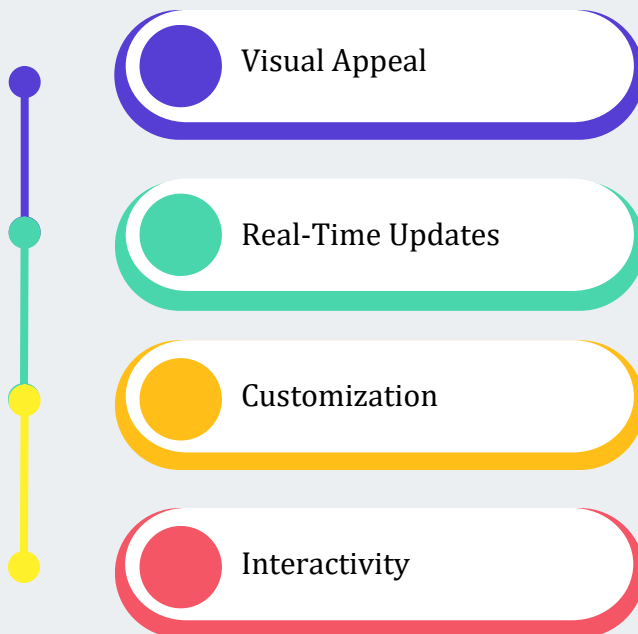 Visual Appeal
Real-Time Updates
Customization
Interactivity